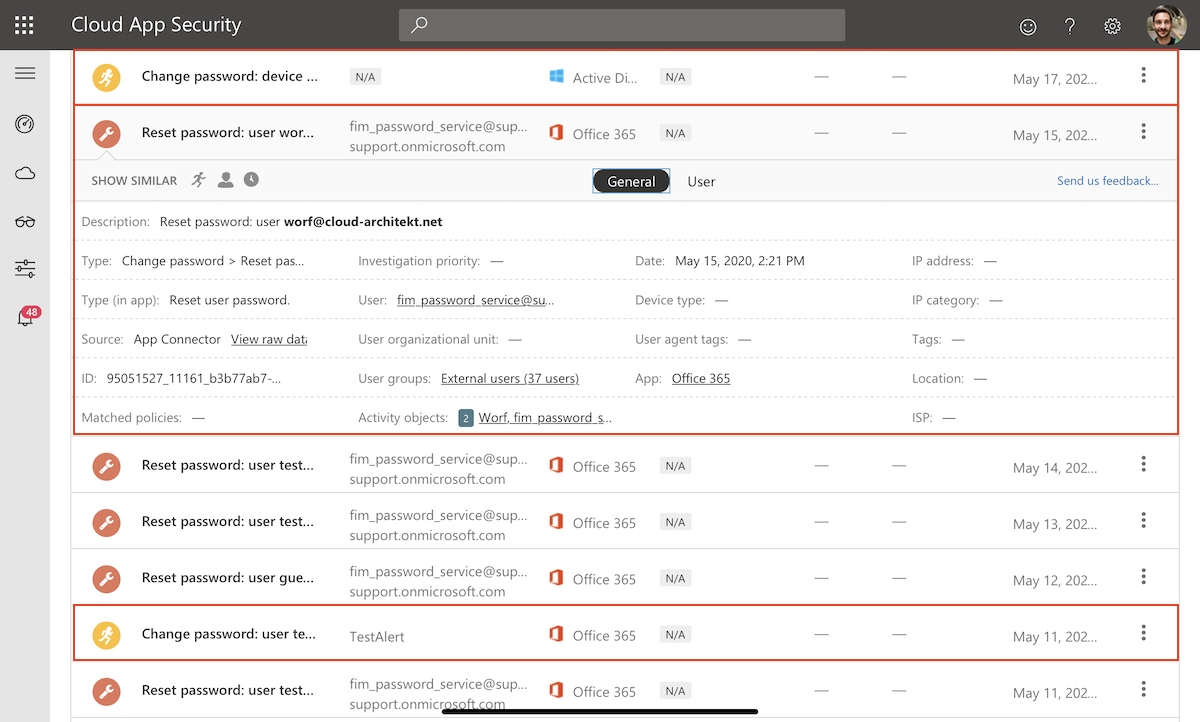 Cloud App Security
?
48
Change password: device ... N/A Active Di... N/A — — May 17, 202...
Reset password: user wor... fim_password_service@sup... Office 365 N/A — — May 15, 202...
support.onmicrosoft.com
SHOW SIMILAR General User Send us feedback...
Description: Reset password: user worf@cloud-architekt.net
Type: Change password > Reset pas... Investigation priority: — Date: May 15, 2020, 2:21 PM IP address: —
Type (in app): Reset user password. User: fim_password_service@su... Device type: — IP category: —
Source: App Connector View raw data User organizational unit: — User agent tags: — Tags: —
ID: 95051527_11161_b3b77ab7-... User groups: External users (37 users) App: Office 365 Location: —
Matched policies: — Activity objects: 2 Worf, fim_password_s... ISP: —
Reset password: user test... fim_password_service@sup... Office 365 N/A — — May 14, 202...
support.onmicrosoft.com
Reset password: user test... fim_password_service@sup... Office 365 N/A — — May 13, 202...
support.onmicrosoft.com
Reset password: user gue... fim_password_service@sup... Office 365 N/A — — May 12, 202...
support.onmicrosoft.com
Change password: user te... TestAlert Office 365 N/A — — May 11, 202...
Reset password: user test... fim_password_service@sup... Office 365 N/A — — May 11, 202...
support.onmicrosoft.com